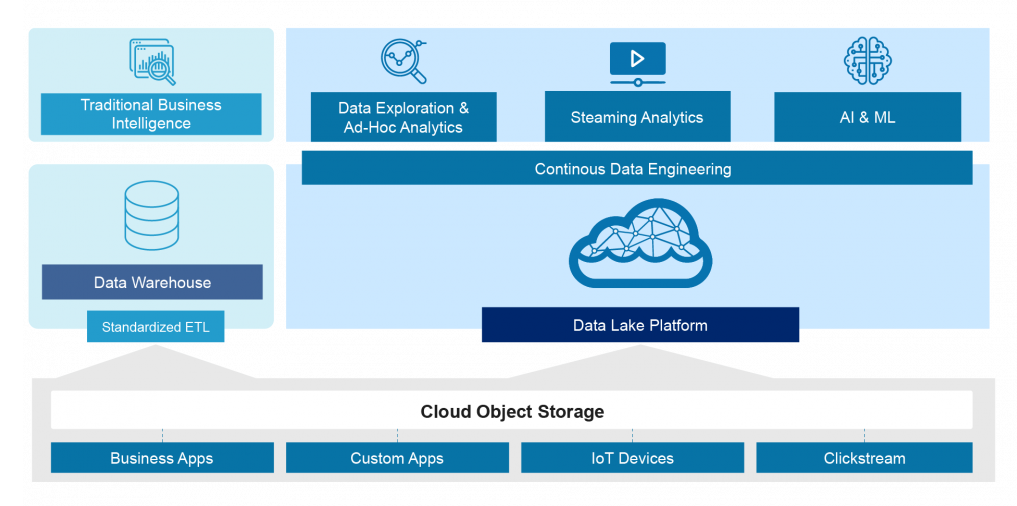 Traditional Business
Intelligence
Data Exploration &
Ad-Hoc Analytics
Steaming Analytics
AI & ML
Continous Data Engineering
Data Warehouse
Standardized ETL
Data Lake Platform
Cloud Object Storage
Business Apps
Custom Apps
IoT Devices
Clickstream